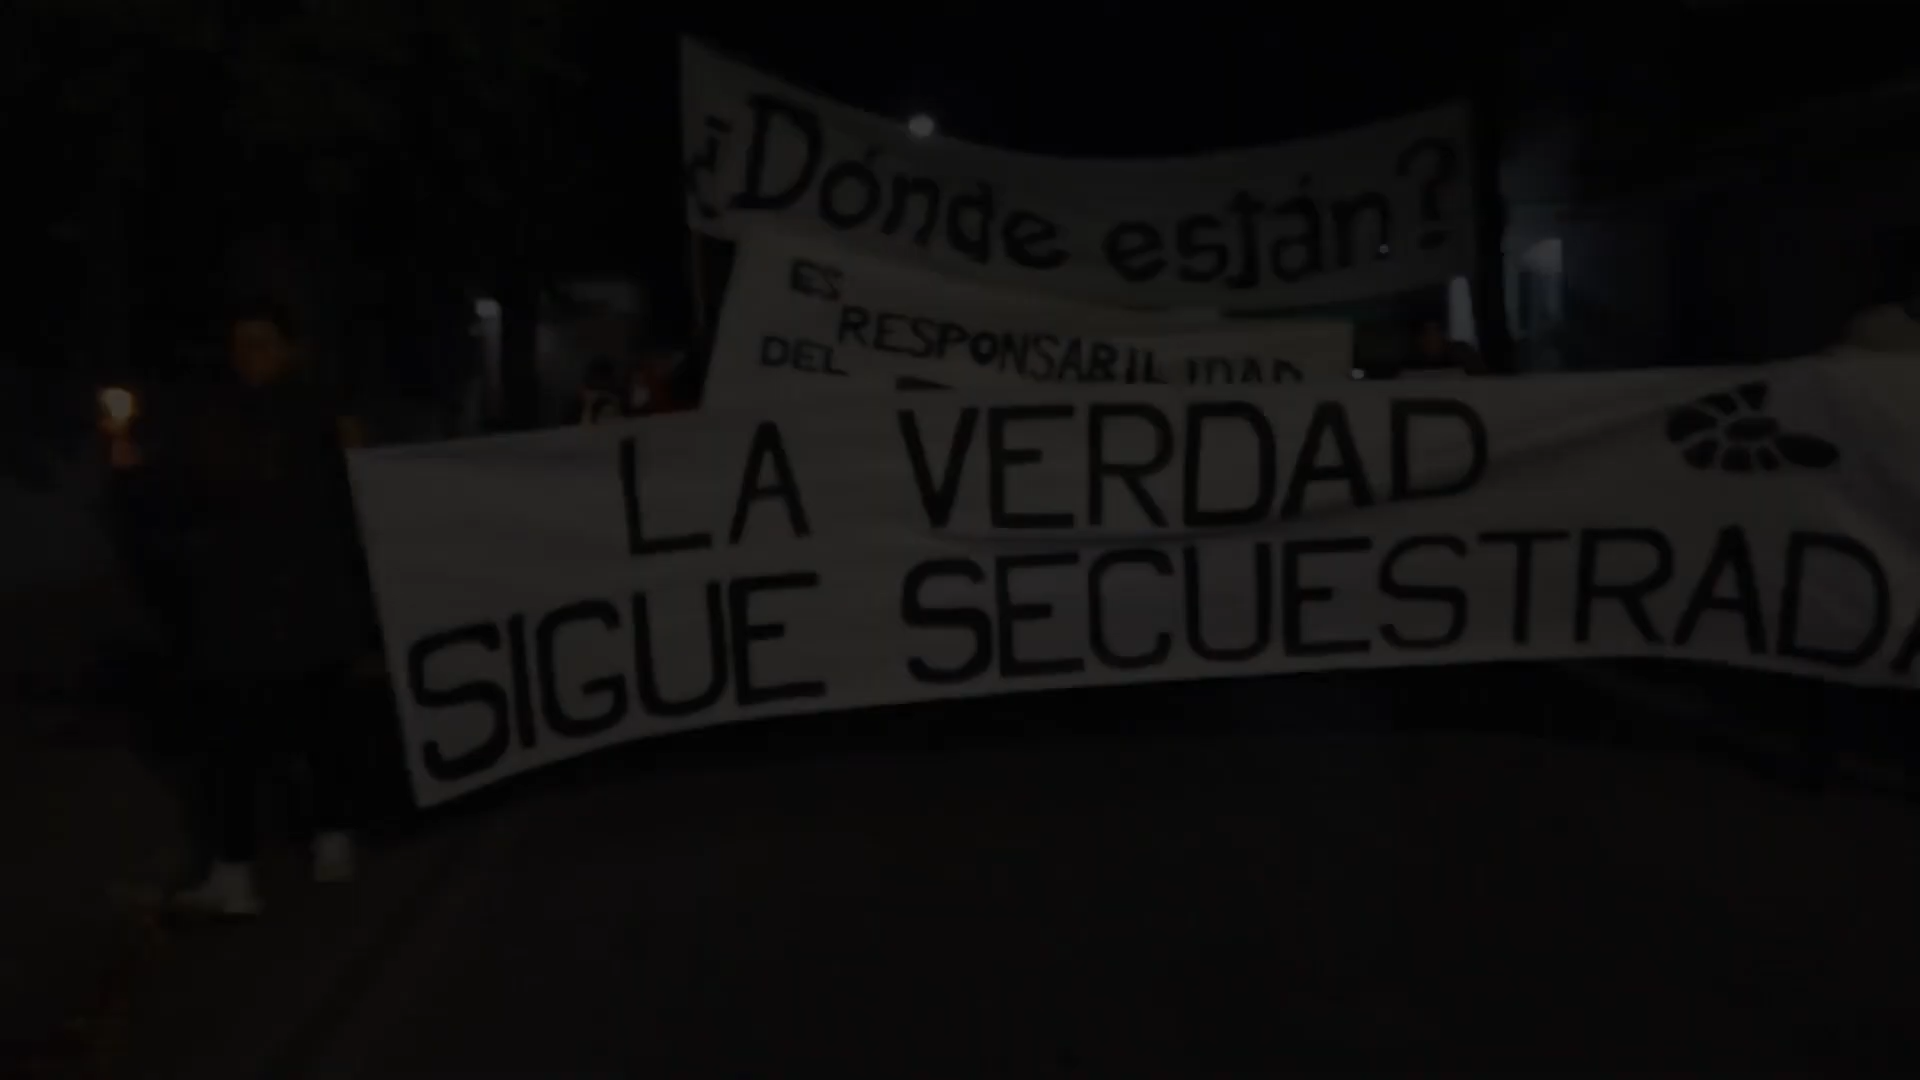 ¿Dónde están?
ES
RESPONSABILIDAD
DEL
LA VERDAD
SIGUE SECUESTRADA